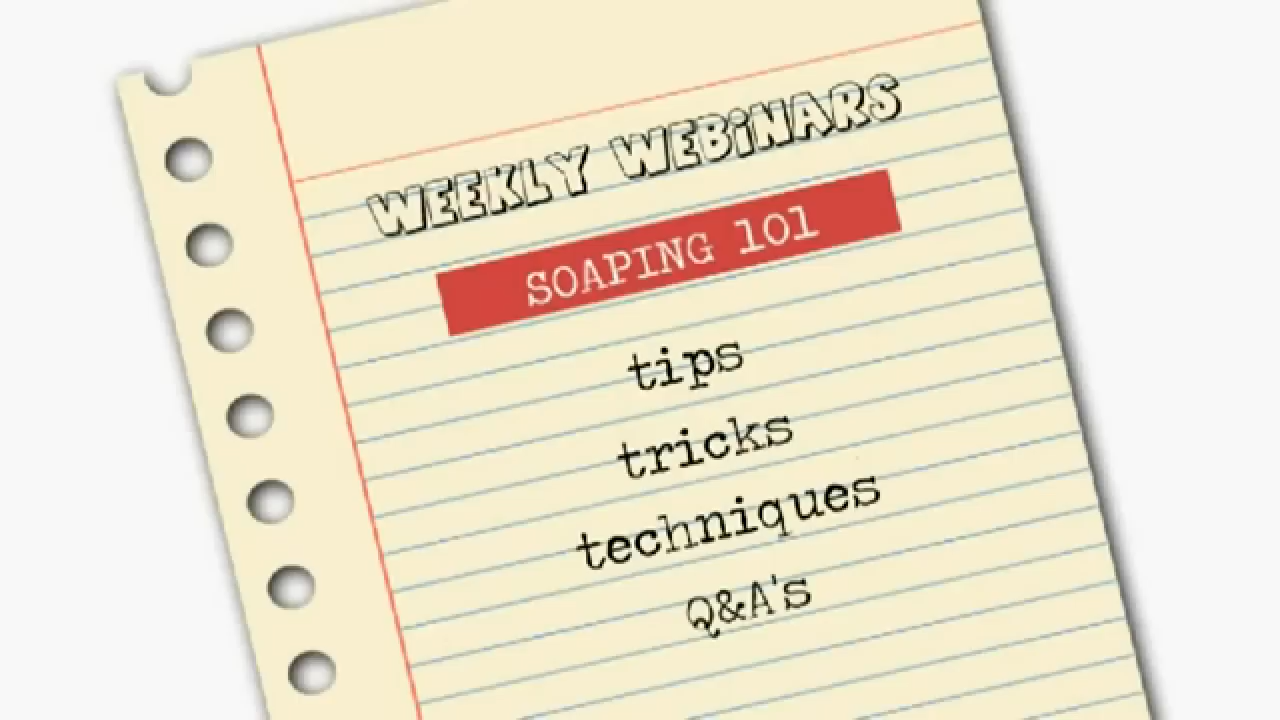 WEEKLY WEBiNARS
SOAPING 101
tips
tricks
techniques
Q&A's